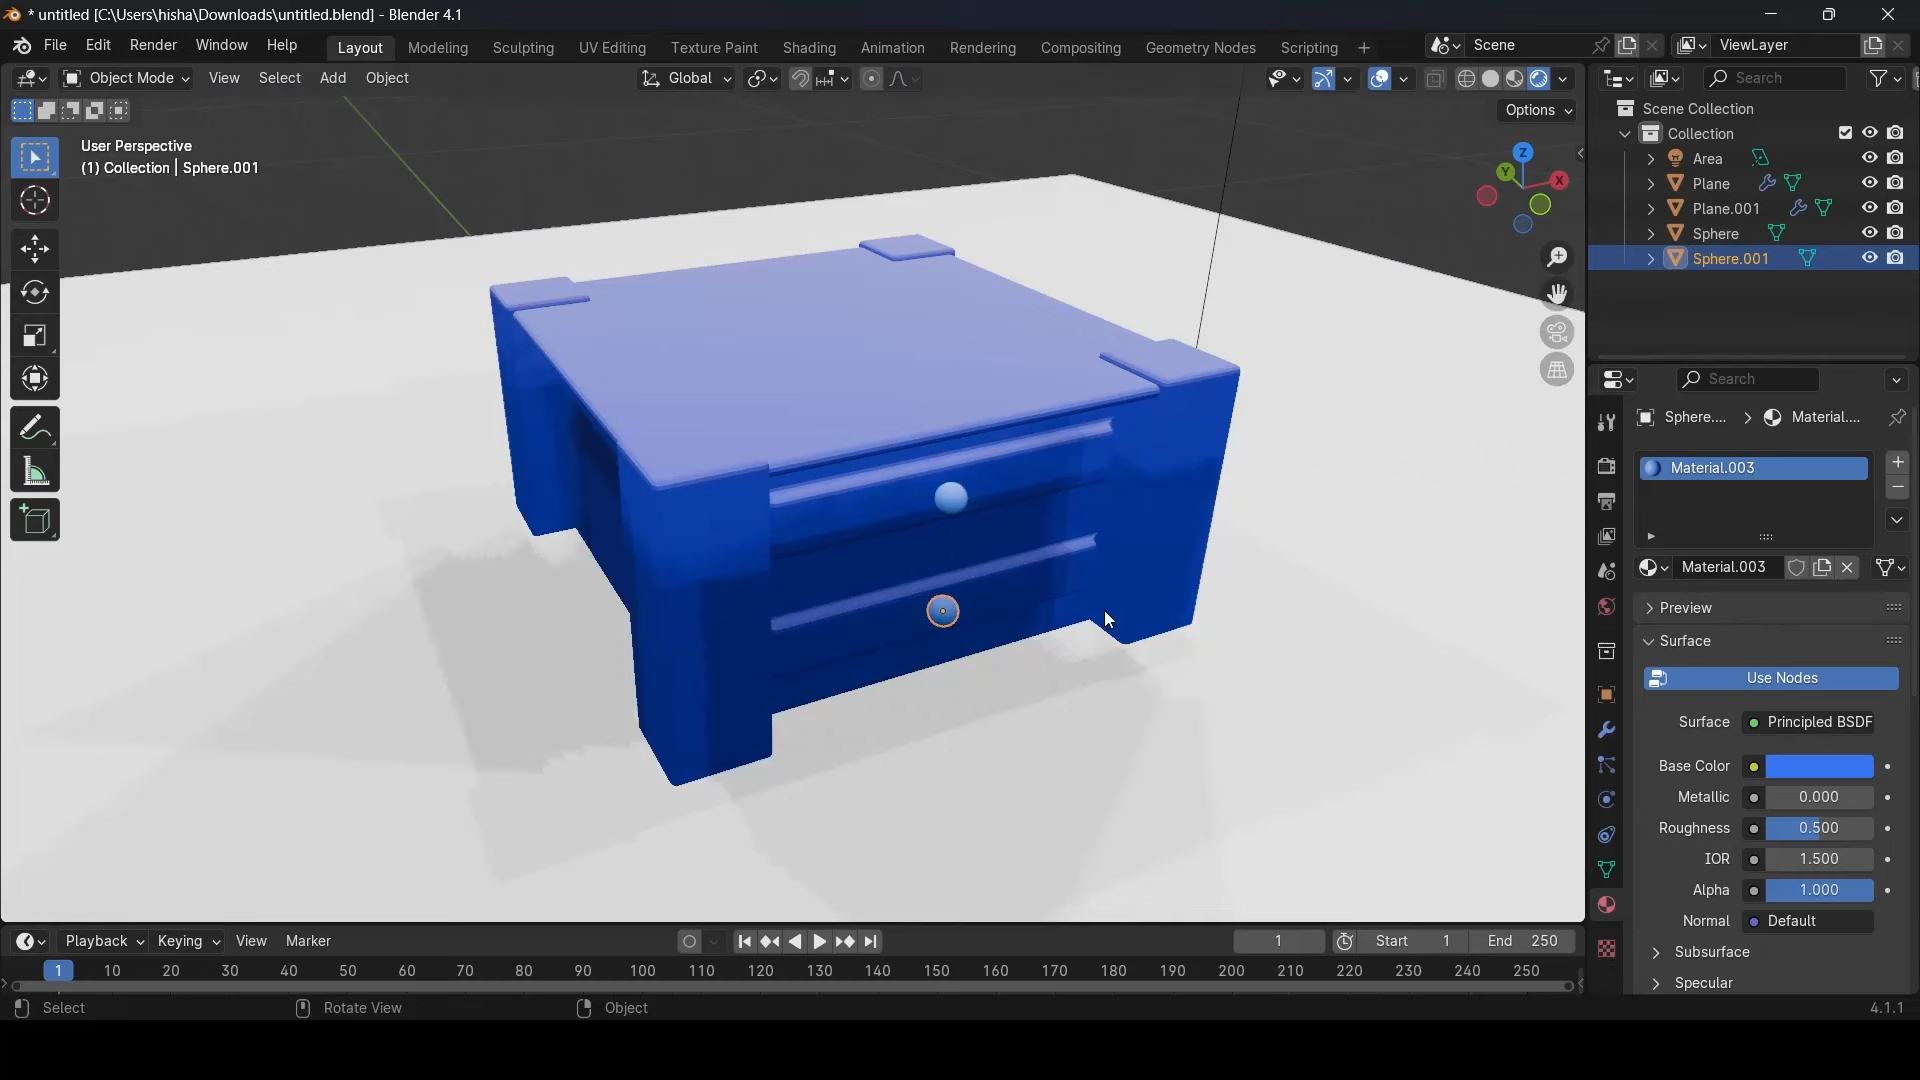 * untitled [C:\Users\hisha\Downloads\untitled.blend] - Blender 4.1
File Edit Render Window Help Layout Modeling Sculpting UV Editing Texture Paint Shading Animation Rendering Compositing Geometry Nodes Scripting + Scene ViewLayer
Object Mode View Select Add Object Global Search
Options
User Perspective
(1) Collection | Sphere.001
X
Y
Z
Scene Collection
Collection
Area
Plane
Plane.001
Sphere
Sphere.001
Search
Sphere.... Material....
Material.003
Material.003
Preview
Surface
Use Nodes
Surface Principled BSDF
Base Color
Metallic 0.000
Roughness 0.500
IOR 1.500
Alpha 1.000
Normal Default
Subsurface
Specular
Playback Keying View Marker 1 Start 1 End 250
1 10 20 30 40 50 60 70 80 90 100 110 120 130 140 150 160 170 180 190 200 210 220 230 240 250
Select Rotate View Object 4.1.1